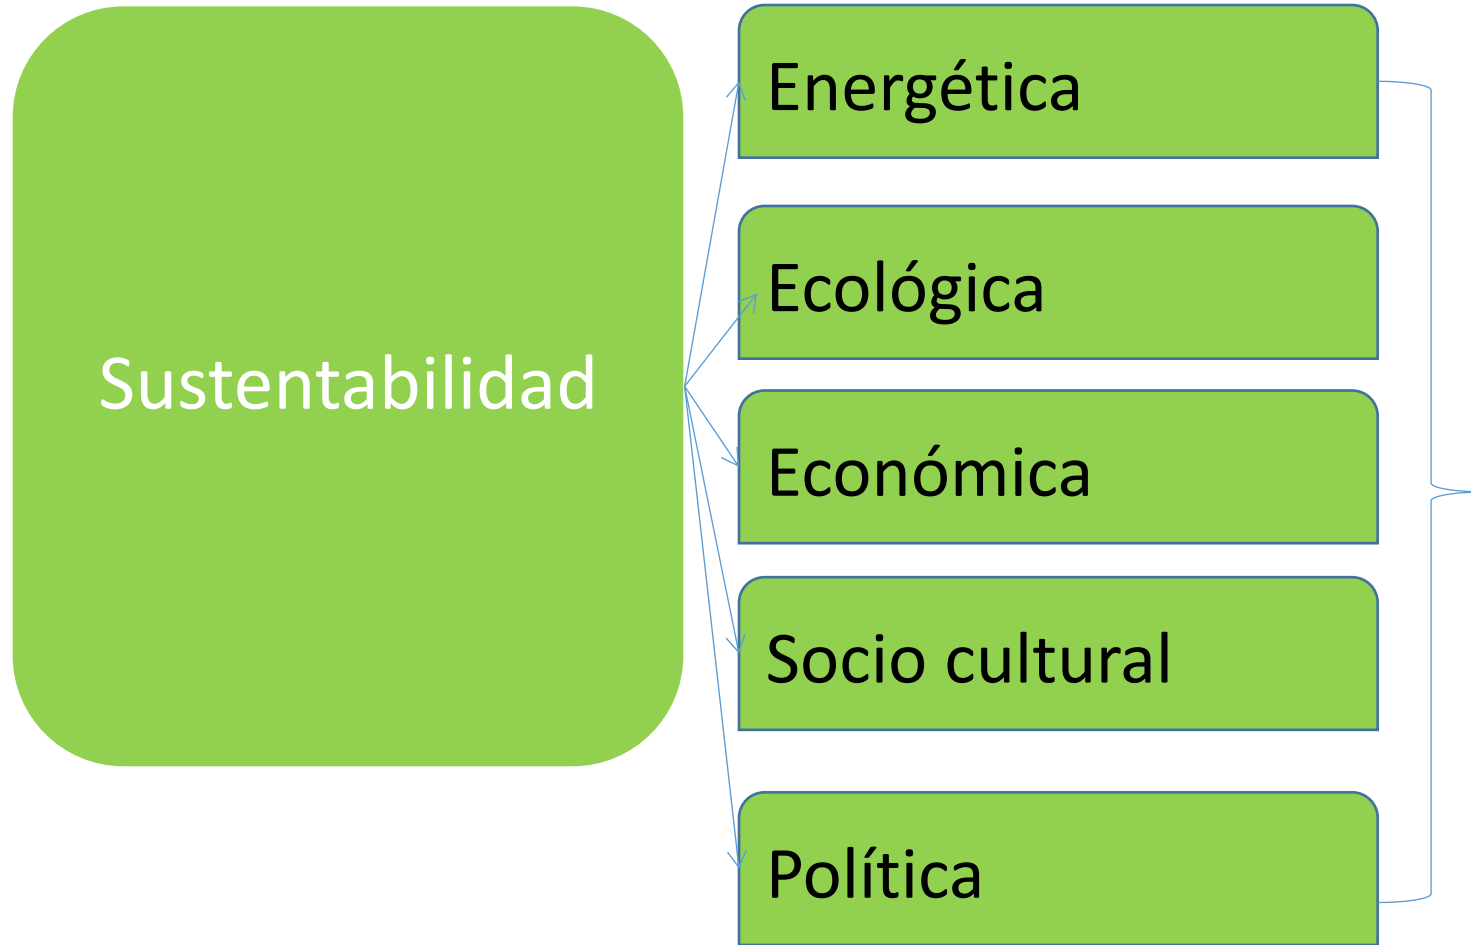 Sustentabilidad
Energética
Ecológica
Económica
Socio cultural
Política